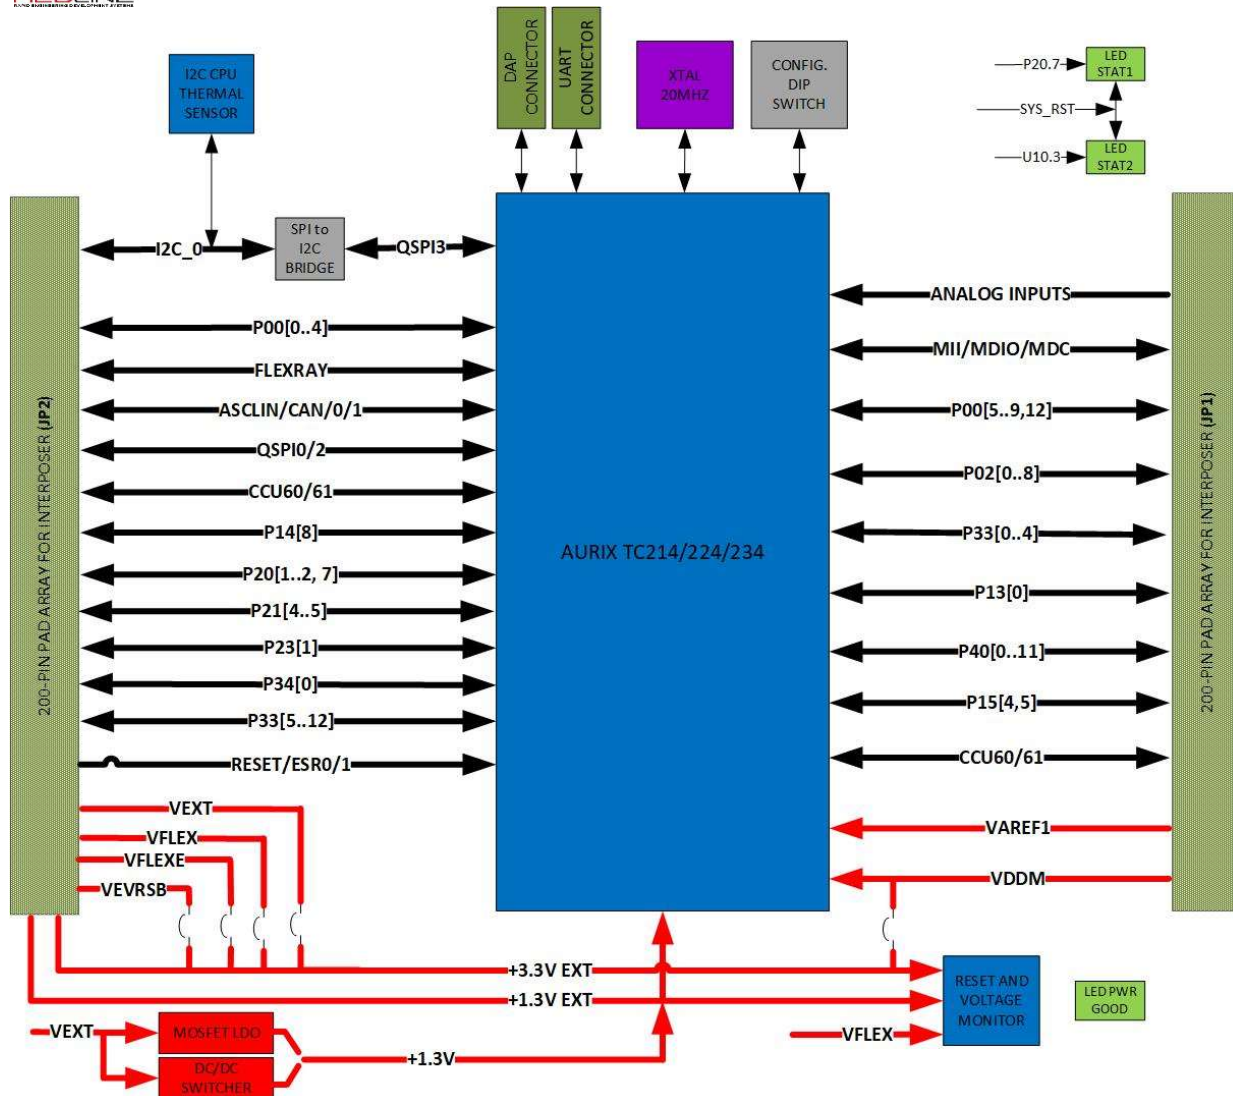 RAPID ENGINEERING DEVELOPMENT SYSTEMS
I2C CPU
THERMAL
SENSOR
DAP
CONNECTOR
UART
CONNECTOR
XTAL
20MHZ
CONFIG.
DIP
SWITCH
P20.7
LED
STAT1
SYS_RST
U10.3
LED
STAT2
200-PIN PAD ARRAY FOR INTERPOSER (JP2)
I2C_0
SPI to
I2C
BRIDGE
QSPI3
P00[0..4]
FLEXRAY
ASCLIN/CAN/0/1
QSPI0/2
CCU60/61
P14[8]
P20[1..2, 7]
P21[4..5]
P23[1]
P34[0]
P33[5..12]
RESET/ESR0/1
AURIX TC214/224/234
ANALOG INPUTS
MII/MDIO/MDC
P00[5..9,12]
P02[0..8]
P33[0..4]
P13[0]
P40[0..11]
P15[4,5]
CCU60/61
VAREF1
VDDM
200-PIN PAD ARRAY FOR INTERPOSER (JP1)
VEXT
VFLEX
VFLEXE
VEVRSB
+3.3V EXT
+1.3V EXT
RESET AND
VOLTAGE
MONITOR
LED PWR
GOOD
VEXT
MOSFET LDO
DC/DC
SWITCHER
+1.3V
VFLEX